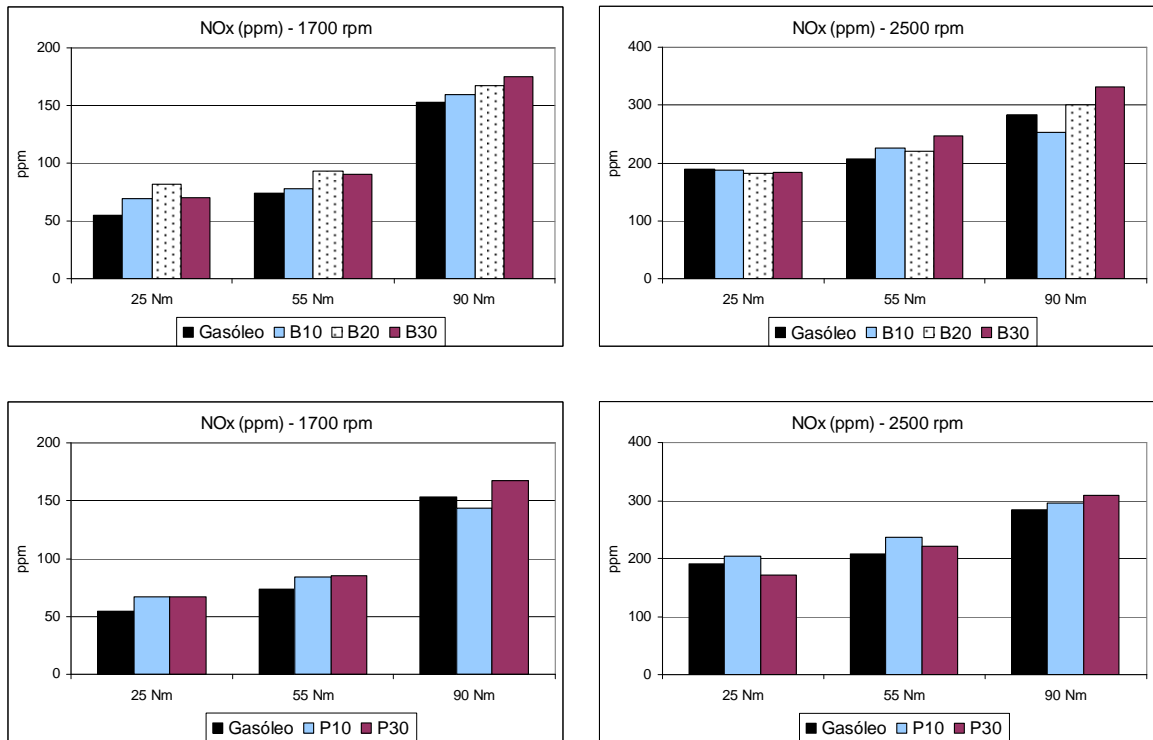 NOx (ppm) - 1700 rpm
200
150
100
50
0
ppm
25 Nm 55 Nm 90 Nm
Gasóleo B10 B20 B30
NOx (ppm) - 2500 rpm
400
300
200
100
0
ppm
25 Nm 55 Nm 90 Nm
Gasóleo B10 B20 B30
NOx (ppm) - 1700 rpm
200
150
100
50
0
ppm
25 Nm 55 Nm 90 Nm
Gasóleo P10 P30
NOx (ppm) - 2500 rpm
400
300
200
100
0
ppm
25 Nm 55 Nm 90 Nm
Gasóleo P10 P30